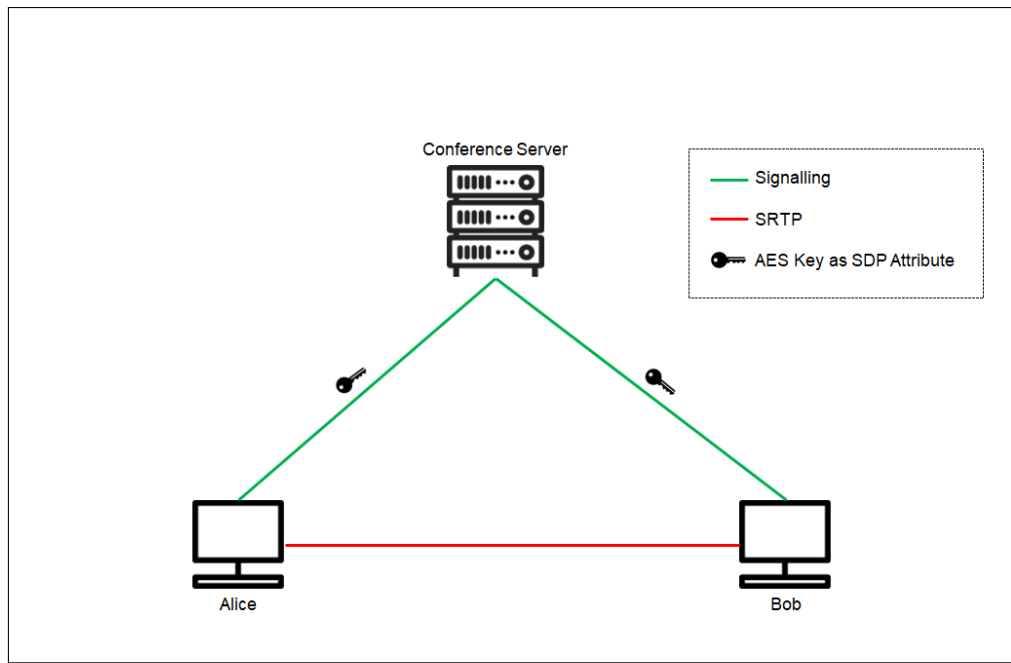 Conference Server
Signalling
SRTP
AES Key as SDP Attribute
Alice
Bob